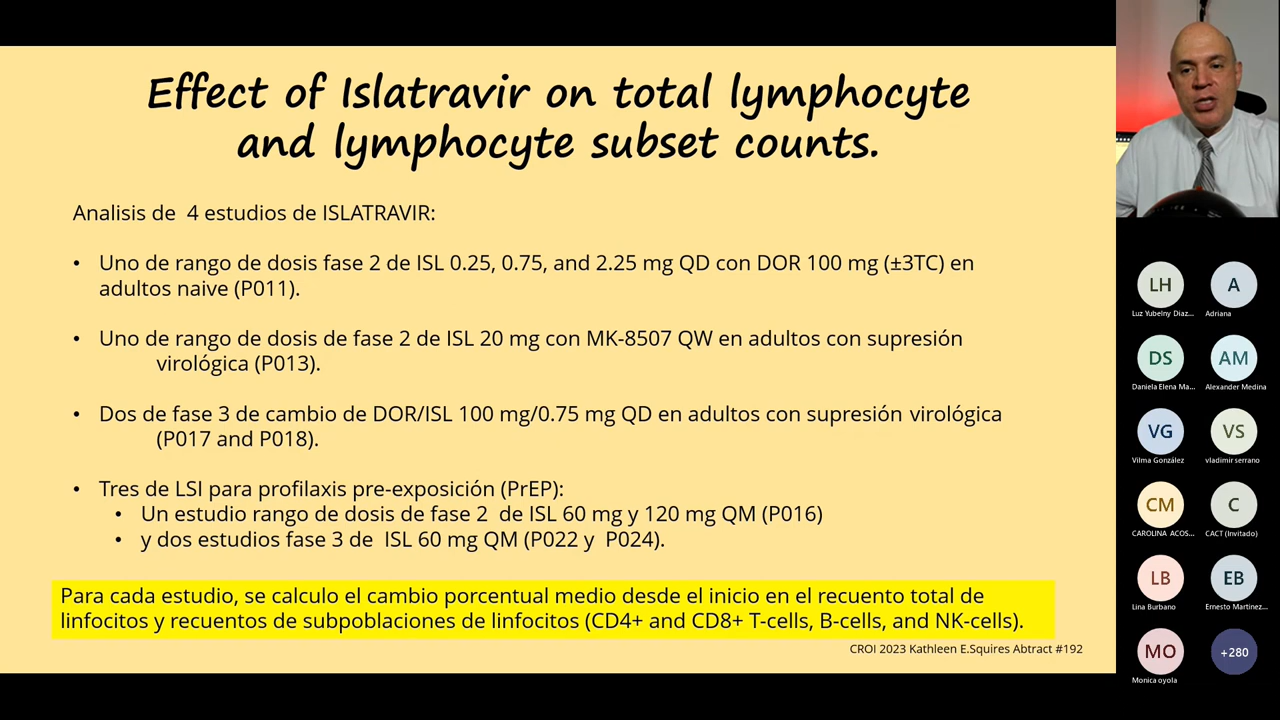 Effect of Islatravir on total lymphocyte
and lymphocyte subset counts.
Analisis de 4 estudios de ISLATRAVIR:
• Uno de rango de dosis fase 2 de ISL 0.25, 0.75, and 2.25 mg QD con DOR 100 mg (±3TC) en
adultos naive (P011).
• Uno de rango de dosis de fase 2 de ISL 20 mg con MK-8507 QW en adultos con supresión
virológica (P013).
• Dos de fase 3 de cambio de DOR/ISL 100 mg/0.75 mg QD en adultos con supresión virológica
(P017 and P018).
• Tres de LSI para profilaxis pre-exposición (PrEP):
• Un estudio rango de dosis de fase 2 de ISL 60 mg y 120 mg QM (P016)
• y dos estudios fase 3 de ISL 60 mg QM (P022 y P024).
Para cada estudio, se calculo el cambio porcentual medio desde el inicio en el recuento total de
linfocitos y recuentos de subpoblaciones de linfocitos (CD4+ and CD8+ T-cells, B-cells, and NK-cells).
CROI 2023 Kathleen E.Squires Abtract #192
LH A
Luz Yubelny Diaz... Adriana
DS AM
Daniela Elena Ma... Alexander Medina
VG VS
Vilma González vladimir serrano
CM C
CAROLINA ACOS... CACT (Invitado)
LB EB
Lina Burbano Ernesto Martinez...
MO +280
Monica oyola